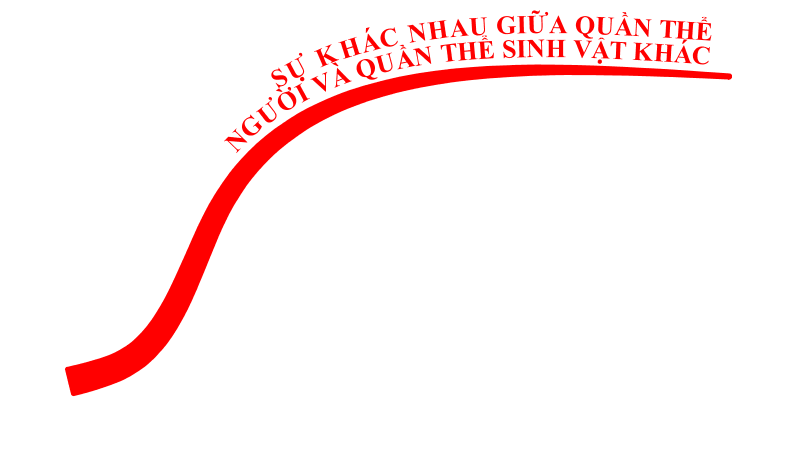 SỰ KHÁC NHAU GIỮA QUẦN THỂ
NGƯỜI VÀ QUẦN THỂ SINH VẬT KHÁC